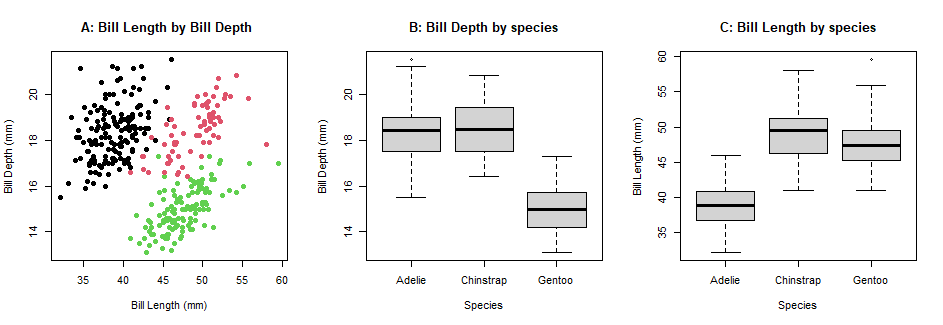 A: Bill Length by Bill Depth
Bill Depth (mm)
20
18
16
14
35 40 45 50 55 60
Bill Length (mm)
B: Bill Depth by species
Bill Depth (mm)
20
18
16
14
Adelie Chinstrap Gentoo
Species
C: Bill Length by species
Bill Length (mm)
60
55
50
45
40
35
Adelie Chinstrap Gentoo
Species